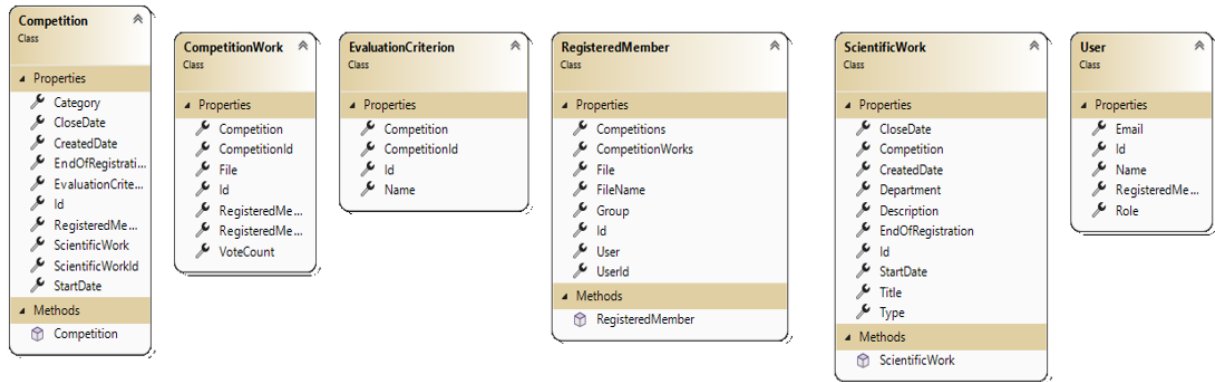 Competition
Class
Properties
Category
CloseDate
CreatedDate
EndOfRegistrati...
EvaluationCrite...
Id
RegisteredMe...
ScientificWork
ScientificWorkId
StartDate
Methods
Competition
CompetitionWork
Class
Properties
Competition
CompetitionId
File
Id
RegisteredMe...
RegisteredMe...
VoteCount
EvaluationCriterion
Class
Properties
Competition
CompetitionId
Id
Name
RegisteredMember
Class
Properties
Competitions
CompetitionWorks
File
FileName
Group
Id
User
UserId
Methods
RegisteredMember
ScientificWork
Class
Properties
CloseDate
Competition
CreatedDate
Department
Description
EndOfRegistration
Id
StartDate
Title
Type
Methods
ScientificWork
User
Class
Properties
Email
Id
Name
RegisteredMe...
Role